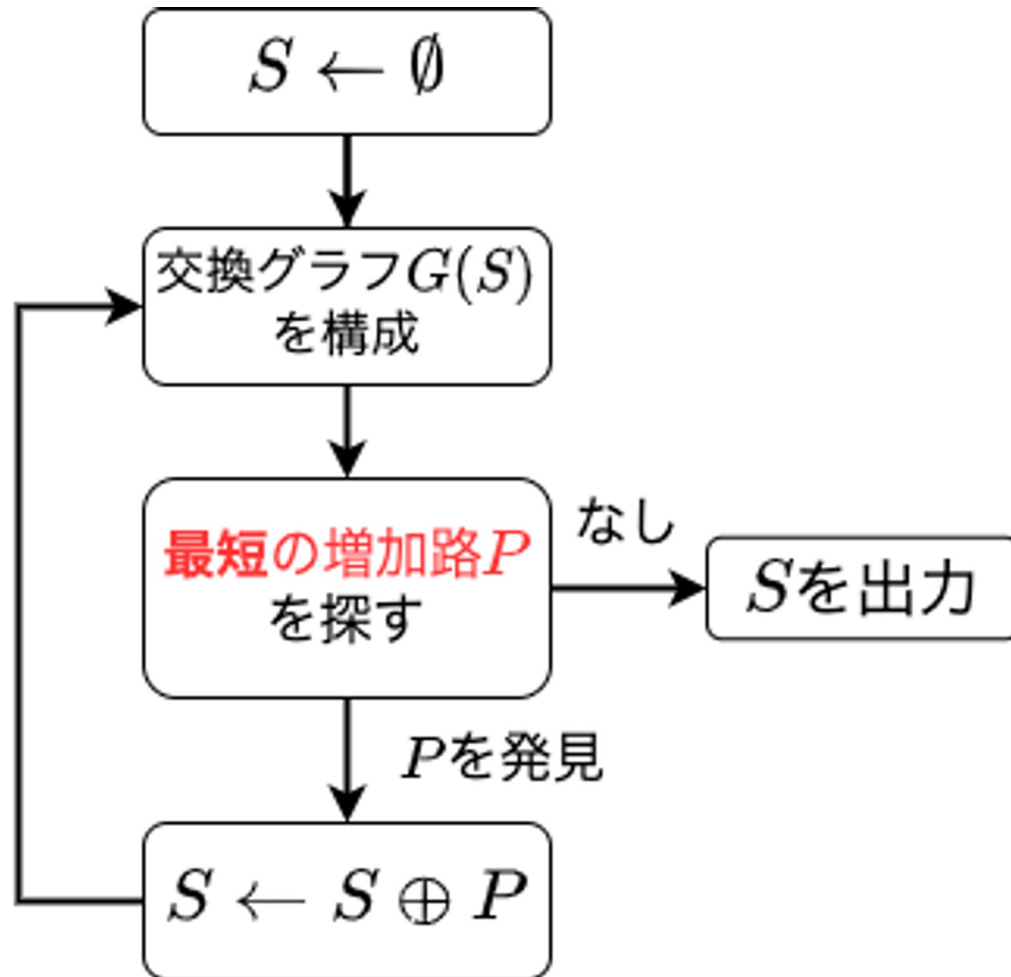 S ← ∅
交換グラフG(S)
を構成
最短の増加路P
を探す
なし
Sを出力
Pを発見
S ← S ⊕ P